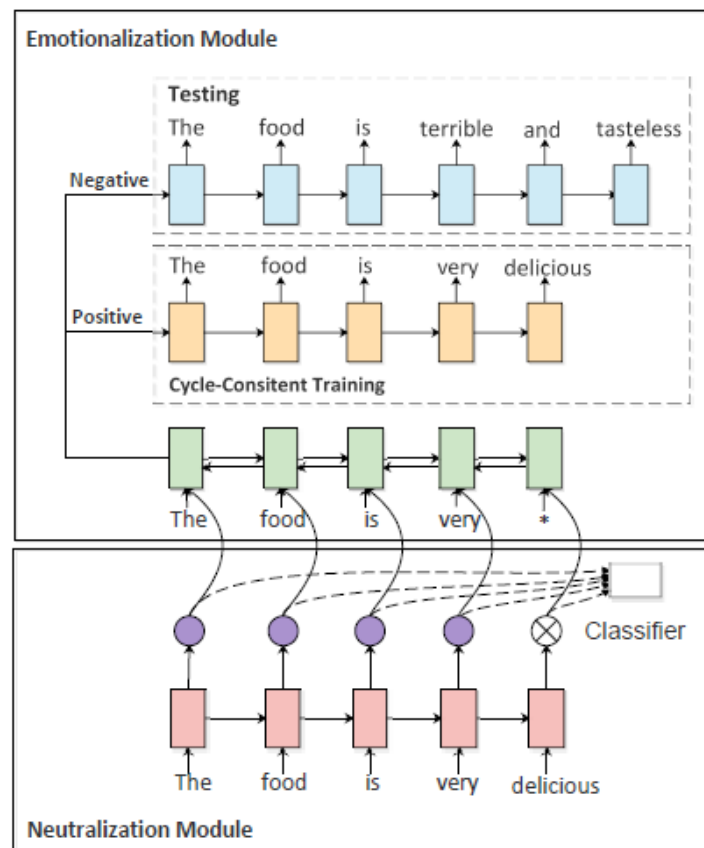 Emotionalization Module
Testing
The food is terrible and tasteless
Negative
The food is very delicious
Positive
Cycle-Consitent Training
The food is very *
Classifier
The food is very delicious
Neutralization Module